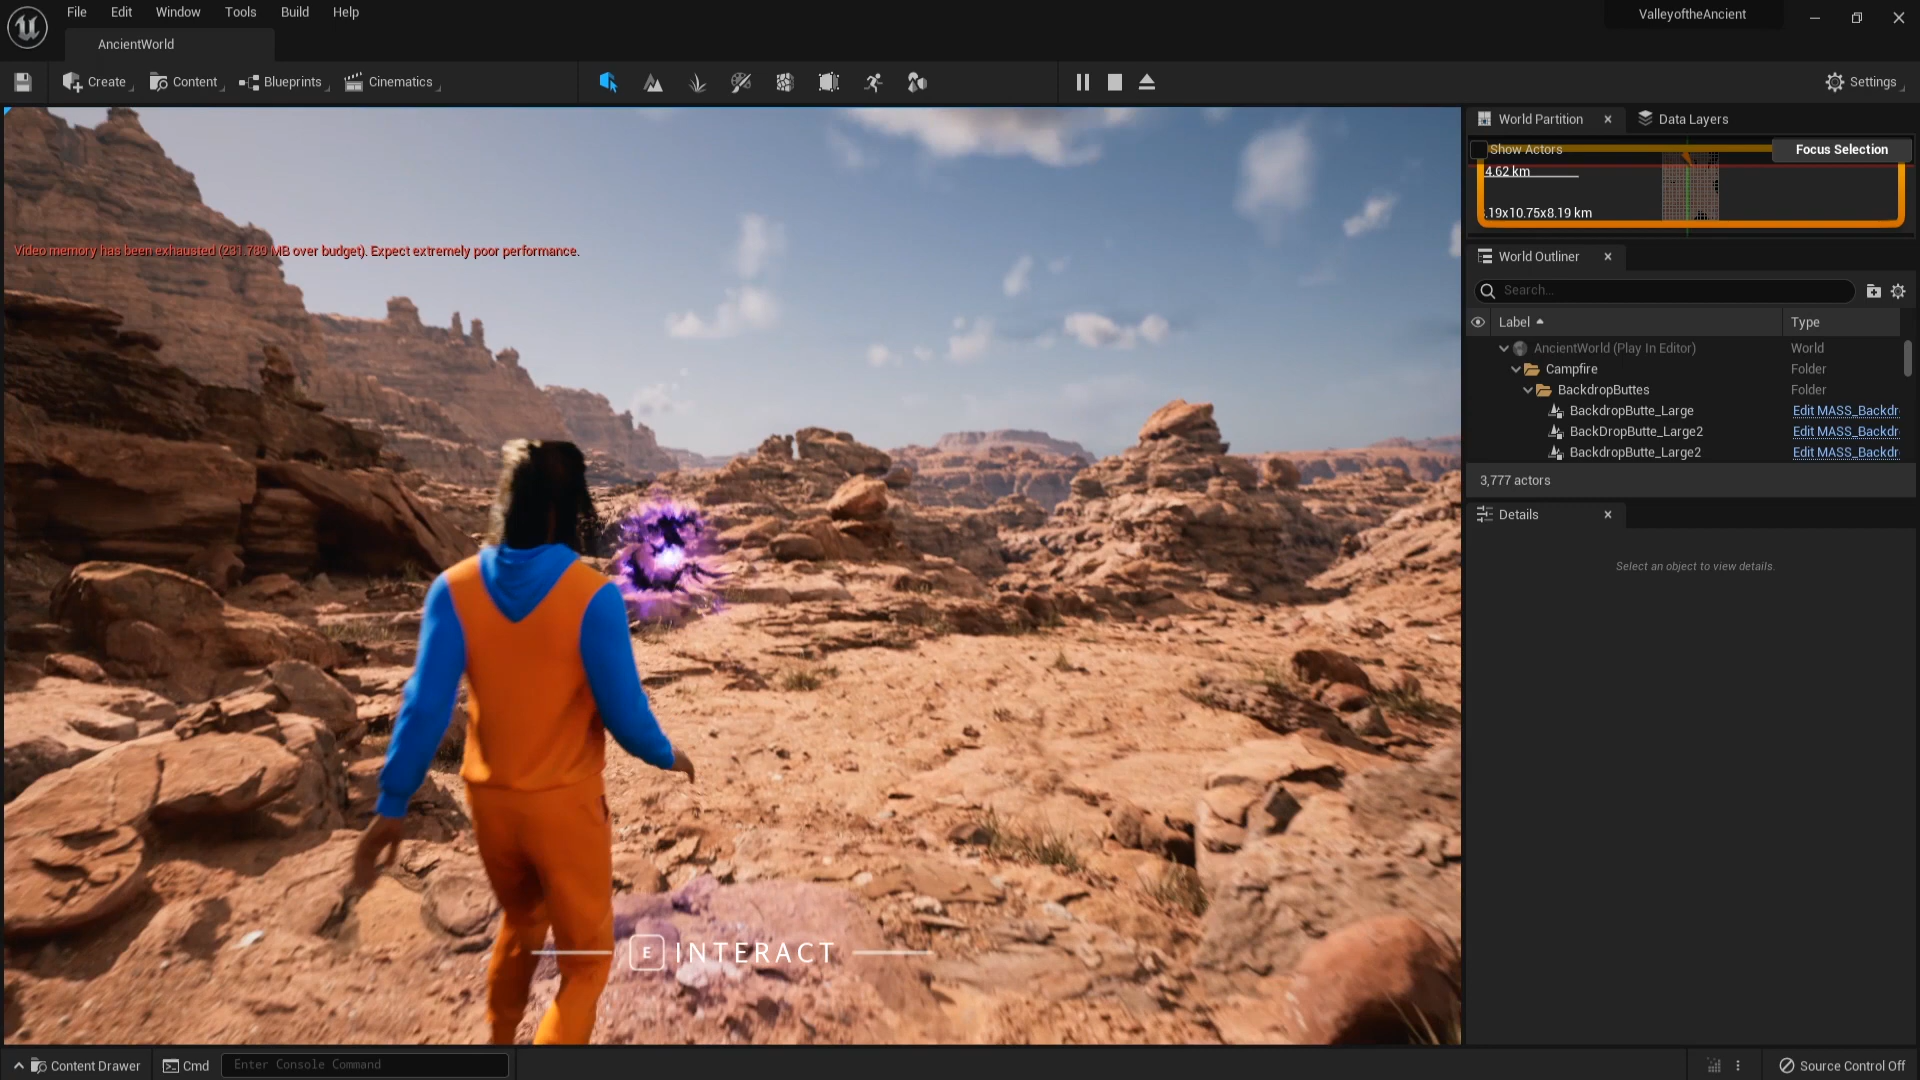 File Edit Window Tools Build Help
ValleyoftheAncient
AncientWorld
Create Content Blueprints Cinematics
Settings
World Partition
Data Layers
Show Actors
Focus Selection
4.62 km
.19x10.75x8.19 km
Video memory has been exhausted (231.789 MB over budget). Expect extremely poor performance.
World Outliner
Search...
Label Type
AncientWorld (Play In Editor) World
Campfire Folder
BackdropButtes Folder
BackdropButte_Large Edit MASS_Backdr
BackDropButte_Large2 Edit MASS_Backdr
BackdropButte_Large2 Edit MASS_Backdr
3,777 actors
Details
Select an object to view details.
E INTERACT
Content Drawer Cmd Enter Console Command
Source Control Off